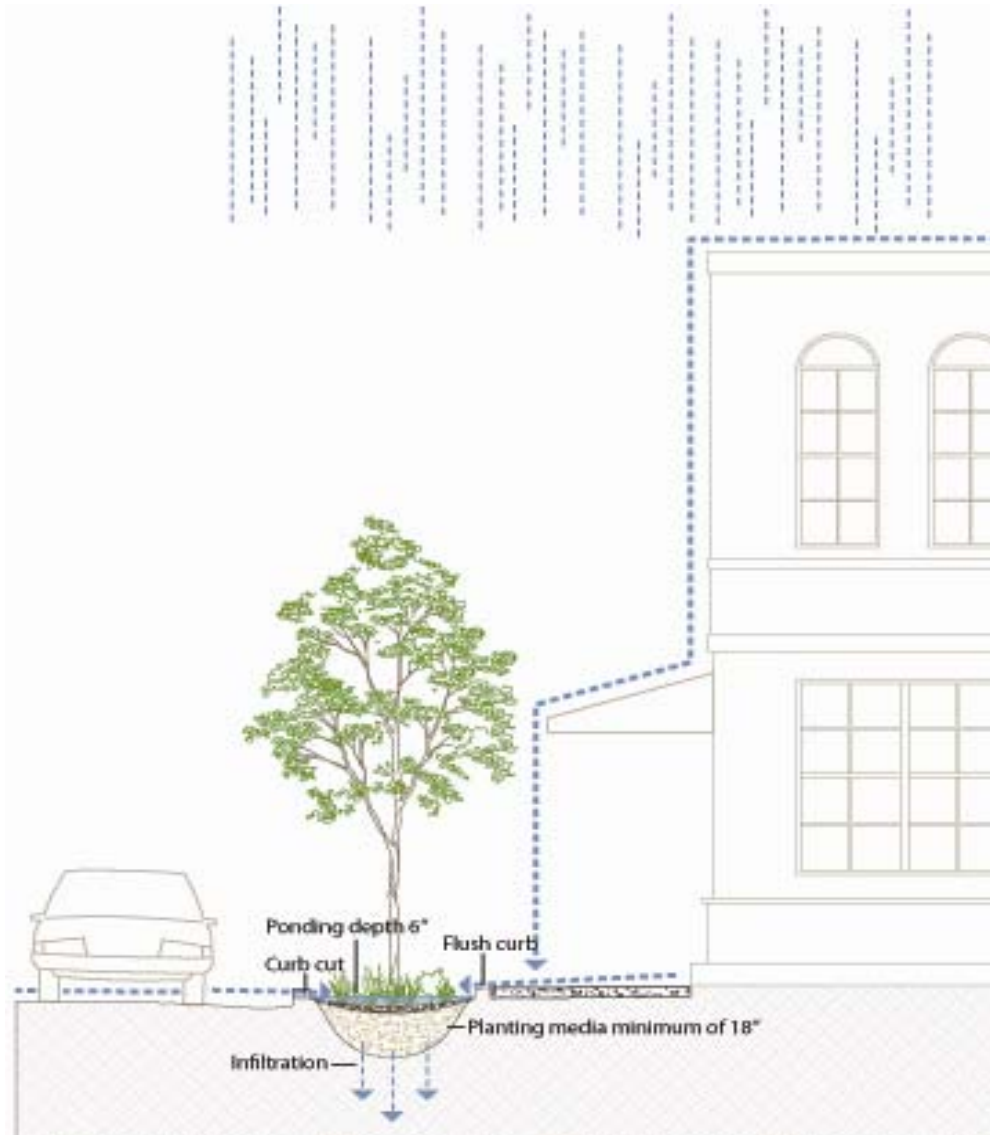 Ponding depth 6"
Flush curb
Curb cut
Planting media minimum of 18"
Infiltration